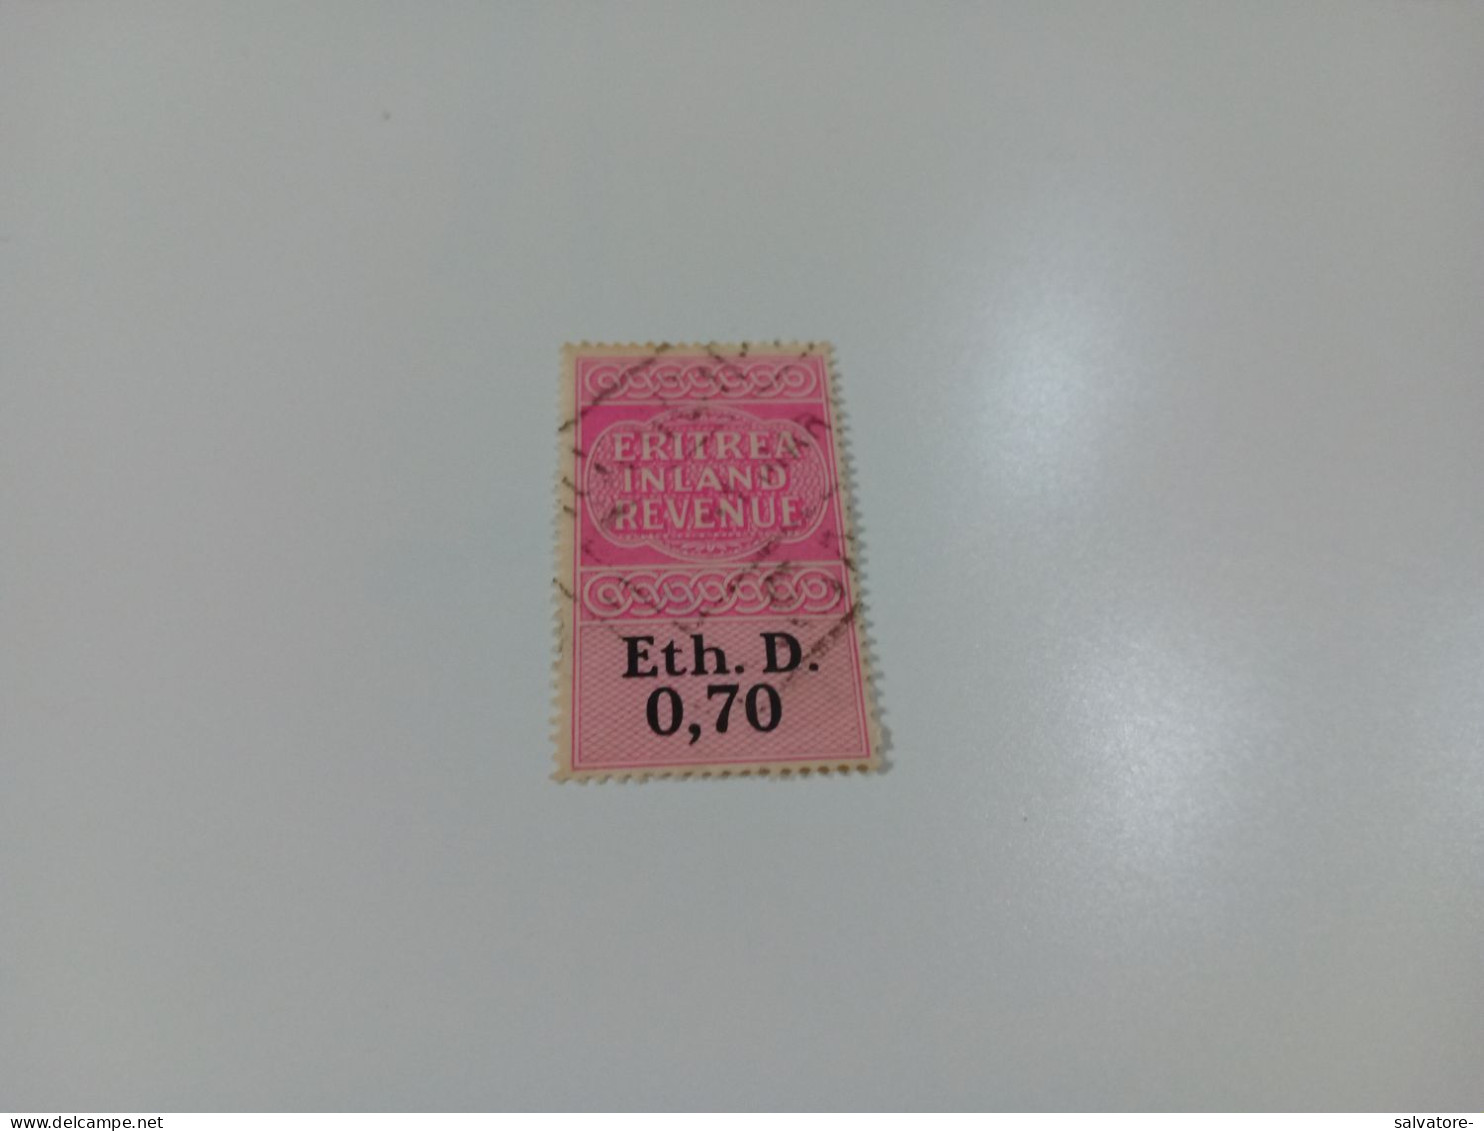 ERITREA
INLAND
REVENUE
Eth. D.
0,70
www.delcampe.net
salvatore-